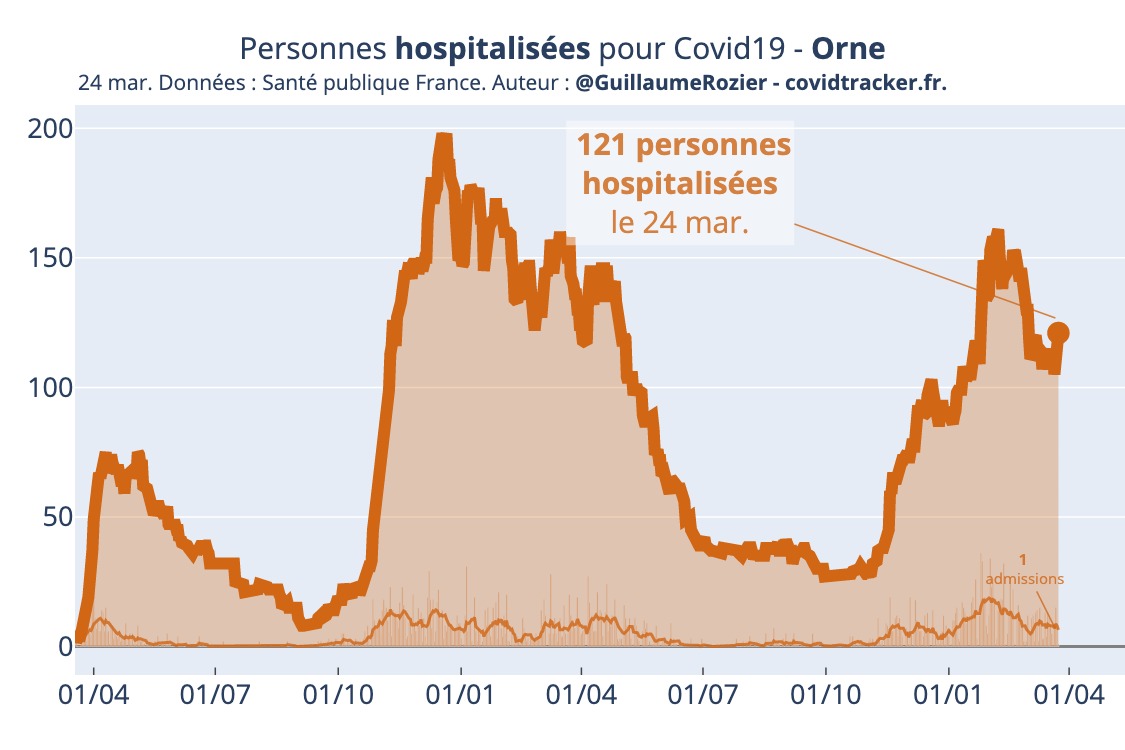 Personnes hospitalisées pour Covid19 - Orne
24 mar. Données : Santé publique France. Auteur : @GuillaumeRozier - covidtracker.fr.
200
121 personnes
hospitalisées
le 24 mar.
150
100
50
1
admissions
0
01/04 01/07 01/10 01/01 01/04 01/07 01/10 01/01 01/04